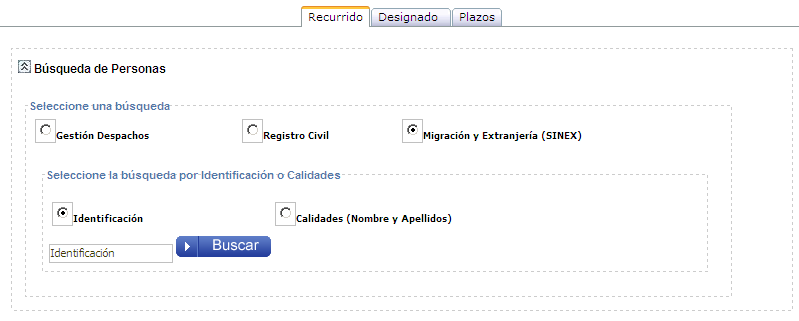 Recurrido Designado Plazos
Búsqueda de Personas
Seleccione una búsqueda
Gestión Despachos Registro Civil Migración y Extranjería (SINEX)
Seleccione la búsqueda por Identificación o Calidades
Identificación Calidades (Nombre y Apellidos)
Identificación Buscar